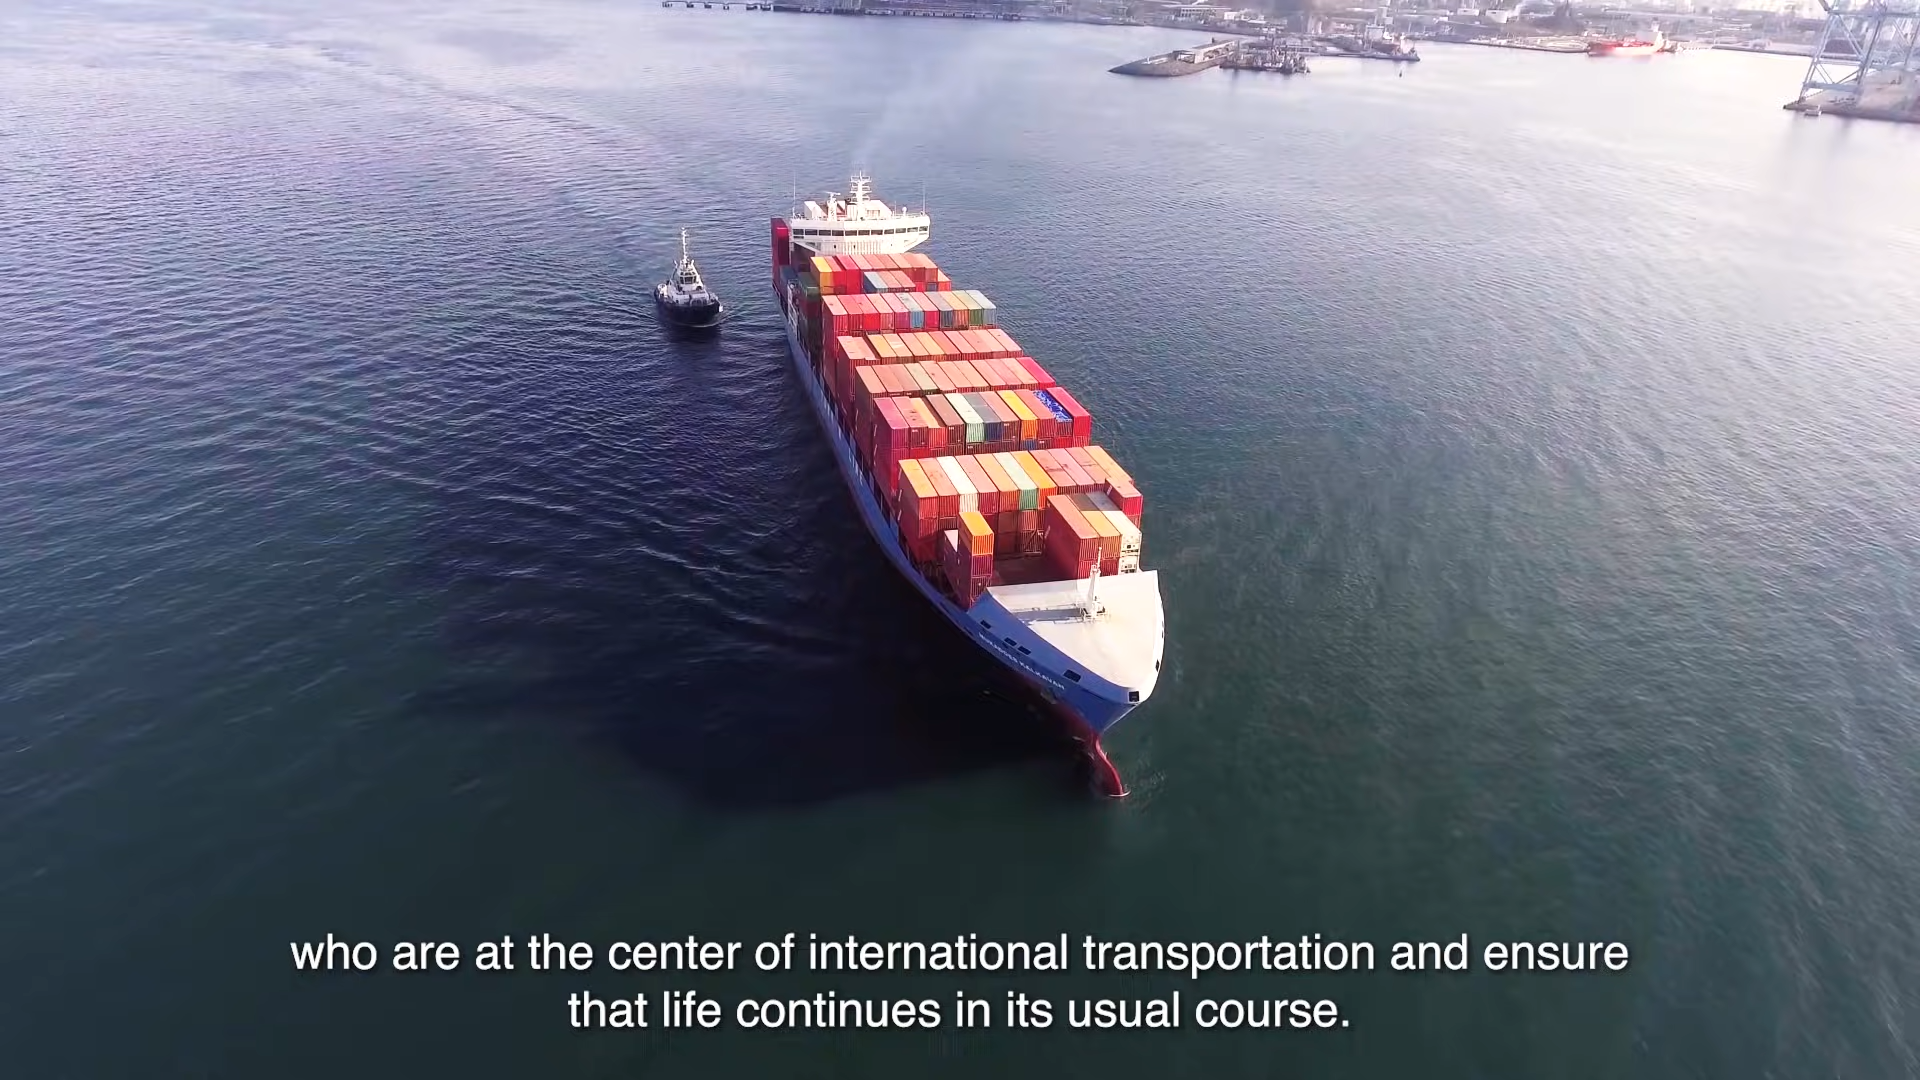 who are at the center of international transportation and ensure
that life continues in its usual course.